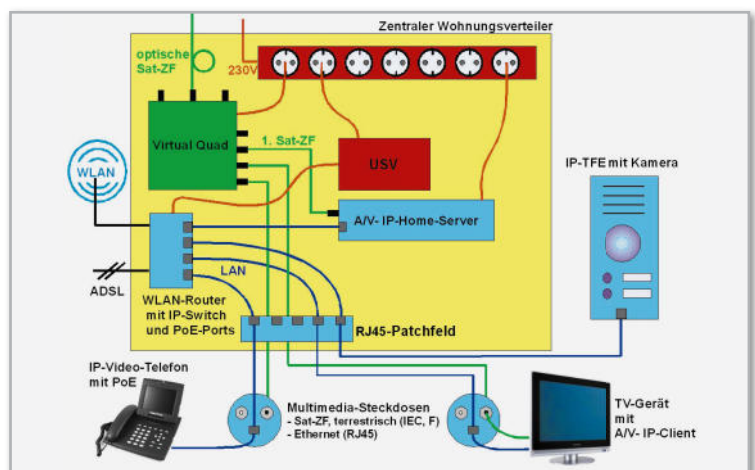 Zentraler Wohnungsverteiler
optische
Sat-ZF
230V
Virtual Quad
1. Sat-ZF
USV
WLAN
A/V- IP-Home-Server
IP-TFE mit Kamera
LAN
ADSL
WLAN-Router
mit IP-Switch
und PoE-Ports
RJ45-Patchfeld
IP-Video-Telefon
mit PoE
Multimedia-Steckdosen
- Sat-ZF, terrestrisch (IEC, F)
- Ethernet (RJ45)
TV-Gerät
mit
A/V- IP-Client